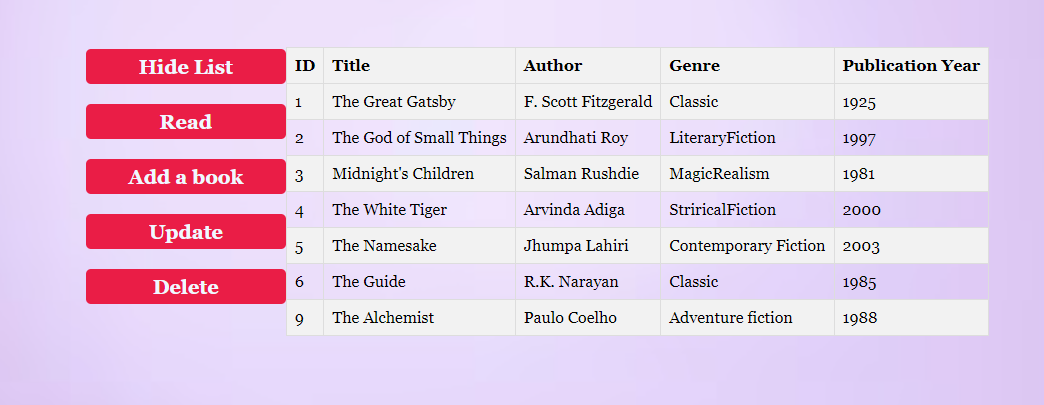 Hide List
Read
Add a book
Update
Delete
ID Title Author Genre Publication Year
1 The Great Gatsby F. Scott Fitzgerald Classic 1925
2 The God of Small Things Arundhati Roy LiteraryFiction 1997
3 Midnight's Children Salman Rushdie MagicRealism 1981
4 The White Tiger Arvinda Adiga StriricalFiction 2000
5 The Namesake Jhumpa Lahiri Contemporary Fiction 2003
6 The Guide R.K. Narayan Classic 1985
9 The Alchemist Paulo Coelho Adventure fiction 1988